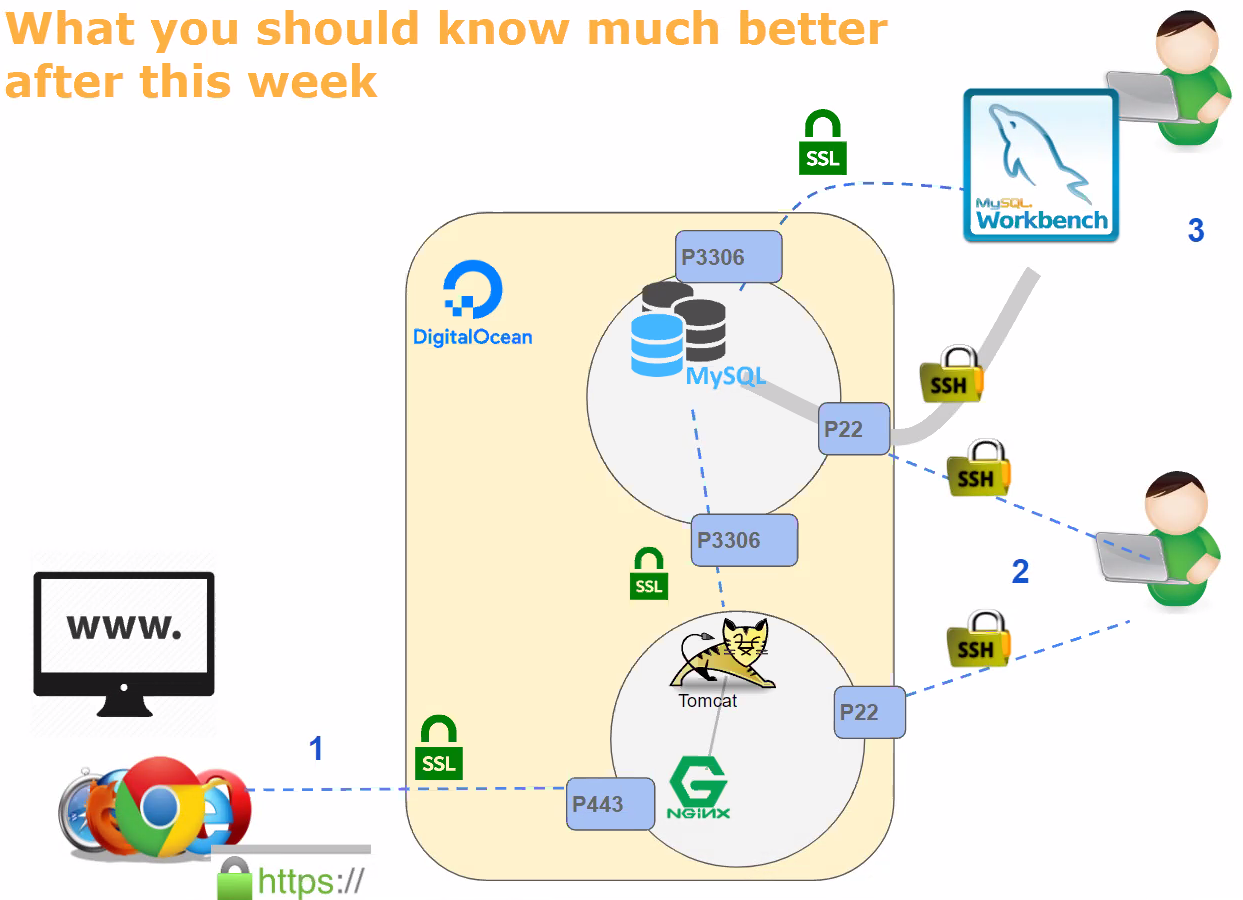 What you should know much better
after this week
SSL
MySQL.
Workbench
3
P3306
DigitalOcean
MySQL
SSH
P22
SSH
P3306
SSL
2
www.
SSH
Tomcat
P22
1
SSL
P443
NGiNX
https://